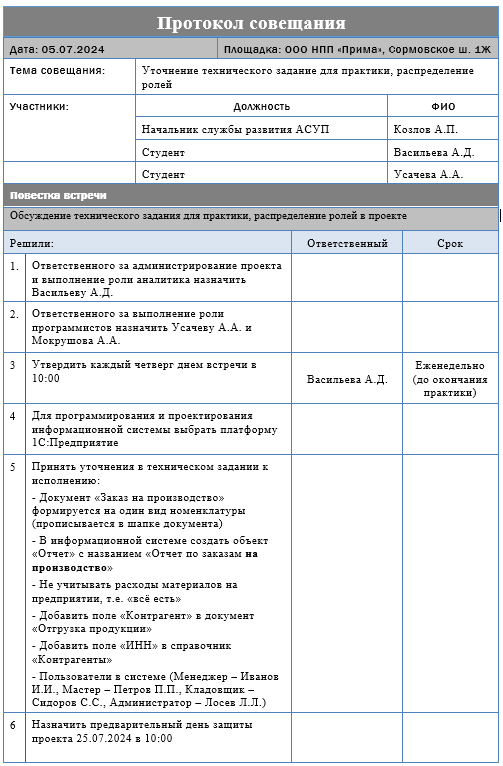 Протокол совещания
Дата: 05.07.2024
Площадка: ООО НПП «Прима», Сормовское ш. 1Ж
Тема совещания:
Уточнение технического задание для практики, распределение
ролей
Участники:
Должность
ФИО
Начальник службы развития АСУП
Козлов А.П.
Студент
Васильева А.Д.
Студент
Усачева А.А.
Повестка встречи
Обсуждение технического задания для практики, распределение ролей в проекте
Решили:
Ответственный
Срок
1.
Ответственного за администрирование проекта
и выполнение роли аналитика назначить
Васильеву А.Д.
2.
Ответственного за выполнение роли
программистов назначить Усачеву А.А. и
Мокрушова А.А.
3
Утвердить каждый четверг днем встречи в
10:00
Васильева А.Д.
Еженедельно
(до окончания
практики)
4
Для программирования и проектирования
информационной системы выбрать платформу
1С:Предприятие
5
Принять уточнения в техническом задании к
исполнению:
- Документ «Заказ на производство»
формируется на один вид номенклатуры
(прописывается в шапке документа)
- В информационной системе создать объект
«Отчет» с названием «Отчет по заказам на
производство»
- Не учитывать расходы материалов на
предприятии, т.е. «всё есть»
- Добавить поле «Контрагент» в документ
«Отгрузка продукции»
- Добавить поле «ИНН» в справочник
«Контрагенты»
- Пользователи в системе (Менеджер – Иванов
И.И., Мастер – Петров П.П., Кладовщик –
Сидоров С.С., Администратор – Лосев Л.Л.)
6
Назначить предварительный день защиты
проекта 25.07.2024 в 10:00